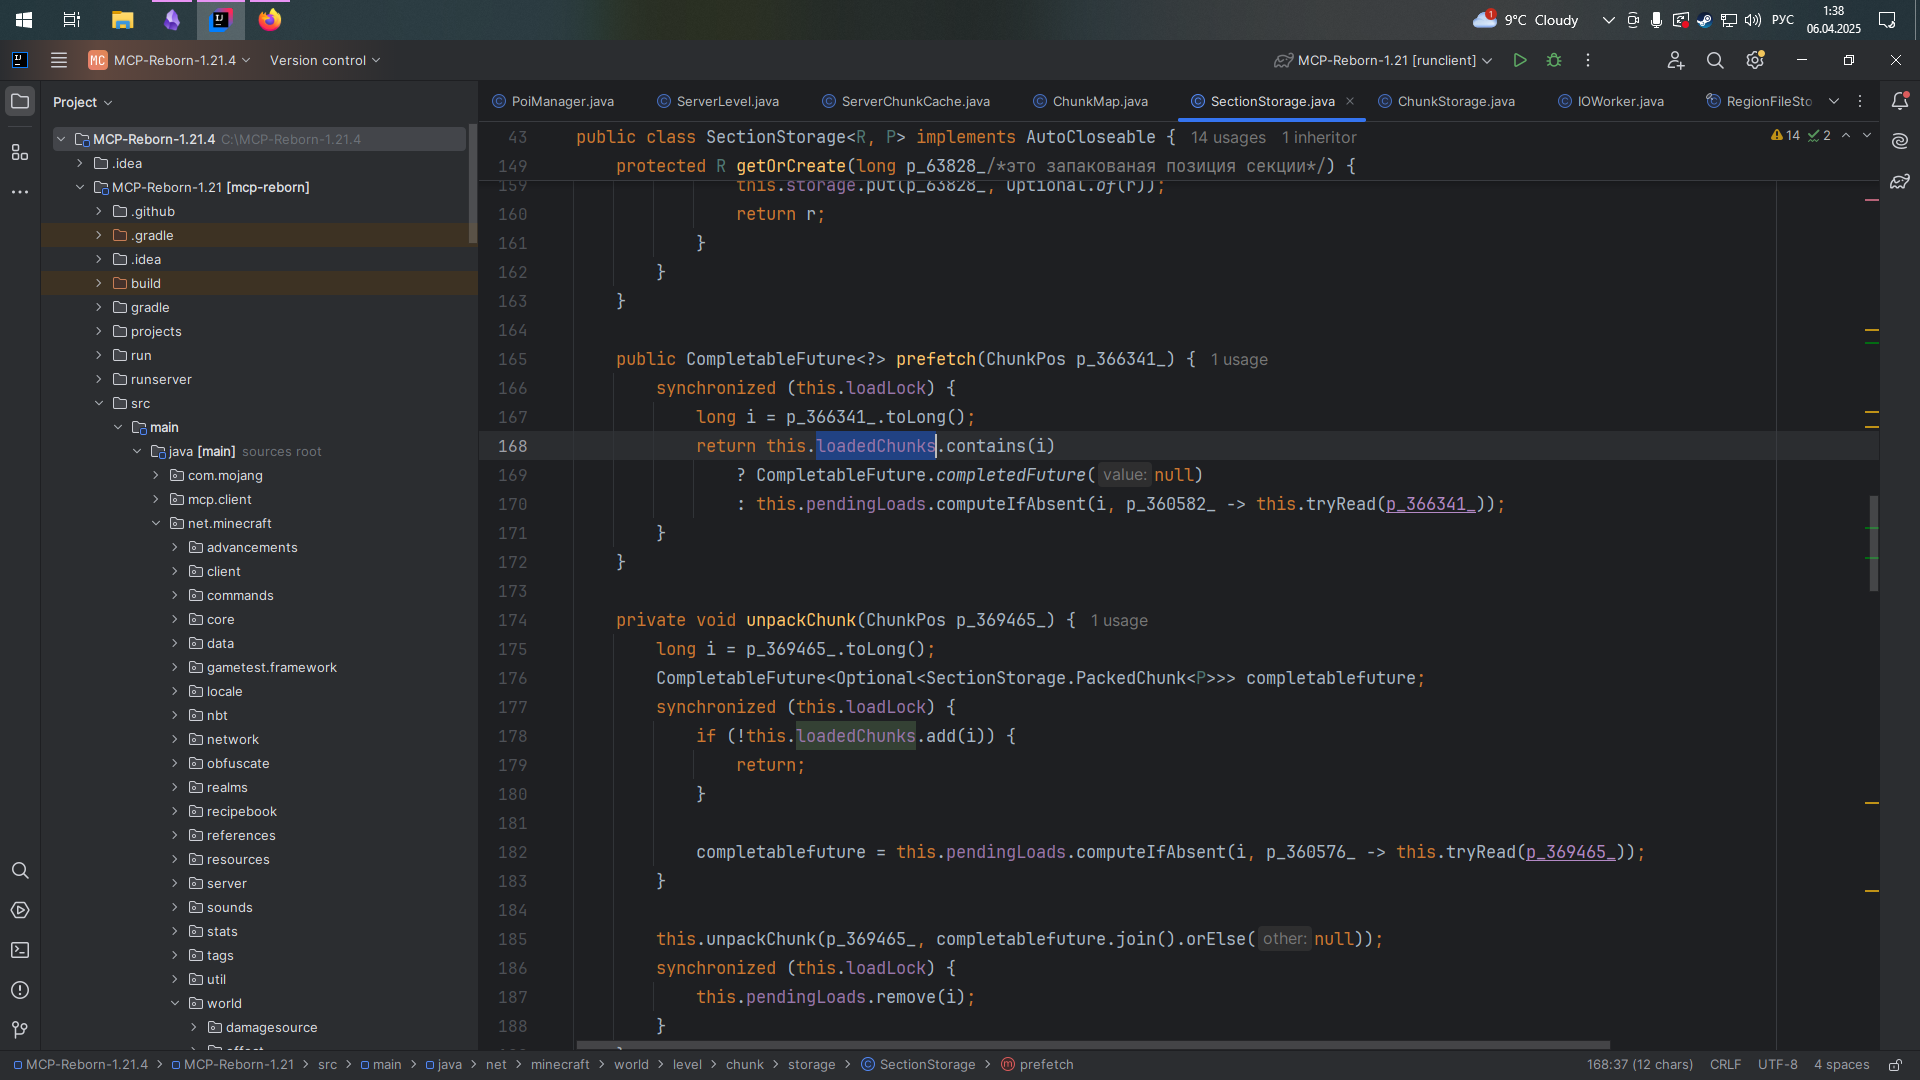 9°C Cloudy
РУС
1:38
06.04.2025
MC MCP-Reborn-1.21.4
Version control
MCP-Reborn-1.21 [runclient]
Project
PoiManager.java
ServerLevel.java
ServerChunkCache.java
ChunkMap.java
SectionStorage.java
ChunkStorage.java
IOWorker.java
RegionFileSto
MCP-Reborn-1.21.4 C:\MCP-Reborn-1.21.4
.idea
MCP-Reborn-1.21 [mcp-reborn]
.github
.gradle
.idea
build
gradle
projects
run
runserver
src
main
java [main] sources root
com.mojang
mcp.client
net.minecraft
advancements
client
commands
core
data
gametest.framework
locale
nbt
network
obfuscate
realms
recipebook
references
resources
server
sounds
stats
tags
util
world
damagesource
effect
14 2
43 public class SectionStorage<R, P> implements AutoCloseable { 14 usages 1 inheritor
149 protected R getOrCreate(long p_63828_/*это запакованая позиция секции*/) {
159 this.storage.put(p_63828_, Optional.of(r));
160 return r;
161 }
162 }
163 }
164
165 public CompletableFuture<?> prefetch(ChunkPos p_366341_) { 1 usage
166 synchronized (this.loadLock) {
167 long i = p_366341_.toLong();
168 return this.loadedChunks.contains(i)
169 ? CompletableFuture.completedFuture( value: null)
170 : this.pendingLoads.computeIfAbsent(i, p_360582_ -> this.tryRead(p_366341_));
171 }
172 }
173
174 private void unpackChunk(ChunkPos p_369465_) { 1 usage
175 long i = p_369465_.toLong();
176 CompletableFuture<Optional<SectionStorage.PackedChunk<P>>> completablefuture;
177 synchronized (this.loadLock) {
178 if (!this.loadedChunks.add(i)) {
179 return;
180 }
181
182 completablefuture = this.pendingLoads.computeIfAbsent(i, p_360576_ -> this.tryRead(p_369465_));
183 }
184
185 this.unpackChunk(p_369465_, completablefuture.join().orElse( other: null));
186 synchronized (this.loadLock) {
187 this.pendingLoads.remove(i);
188 }
MCP-Reborn-1.21.4 > MCP-Reborn-1.21 > src > main > java > net > minecraft > world > level > chunk > storage > SectionStorage > prefetch
168:37 (12 chars) CRLF UTF-8 4 spaces